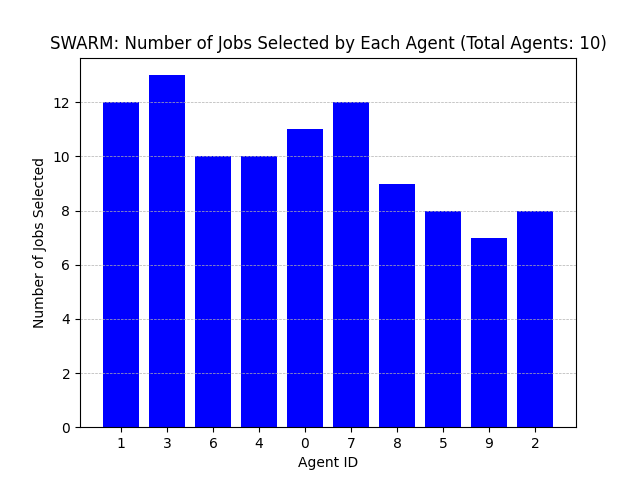 SWARM: Number of Jobs Selected by Each Agent (Total Agents: 10)
12
10
8
6
4
2
0
Number of Jobs Selected
1 3 6 4 0 7 8 5 9 2
Agent ID